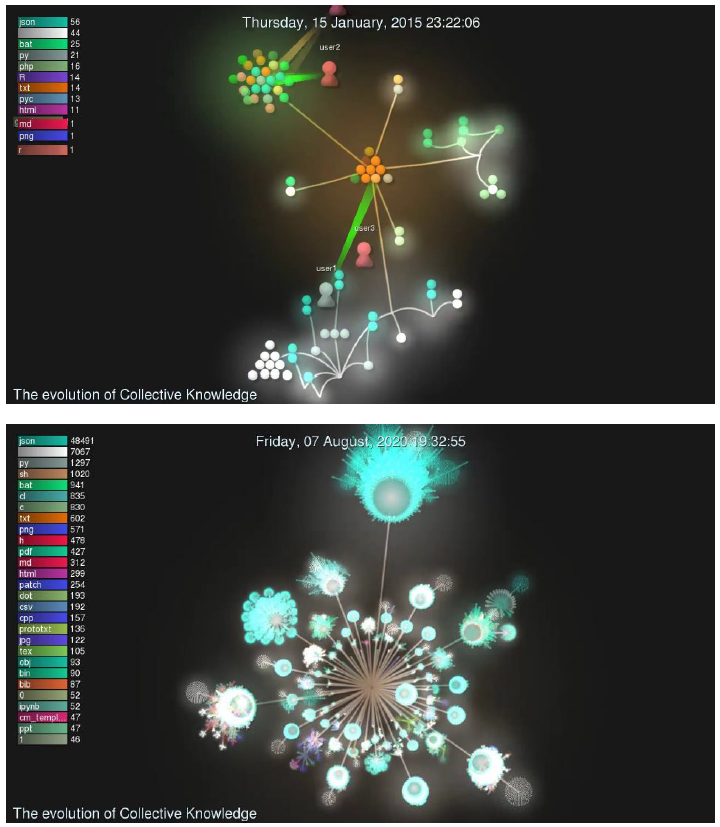 Thursday, 15 January, 2015 23:22:06
json 56
44
bat 25
py 21
php 16
R 14
txt 14
pyc 13
html 11
md 1
png 1
r 1
user2
user3
user1
The evolution of Collective Knowledge
Friday, 07 August, 2020 19:32:55
json 48491
7067
py 1297
sh 1020
bat 941
cl 835
c 830
txt 602
png 571
h 478
pdf 427
md 312
html 299
patch 254
dot 193
csv 192
cpp 157
prototxt 136
jpg 122
tex 105
obj 93
bin 90
bib 87
0 52
ipynb 52
cm_templ... 47
ppt 47
1 46
The evolution of Collective Knowledge